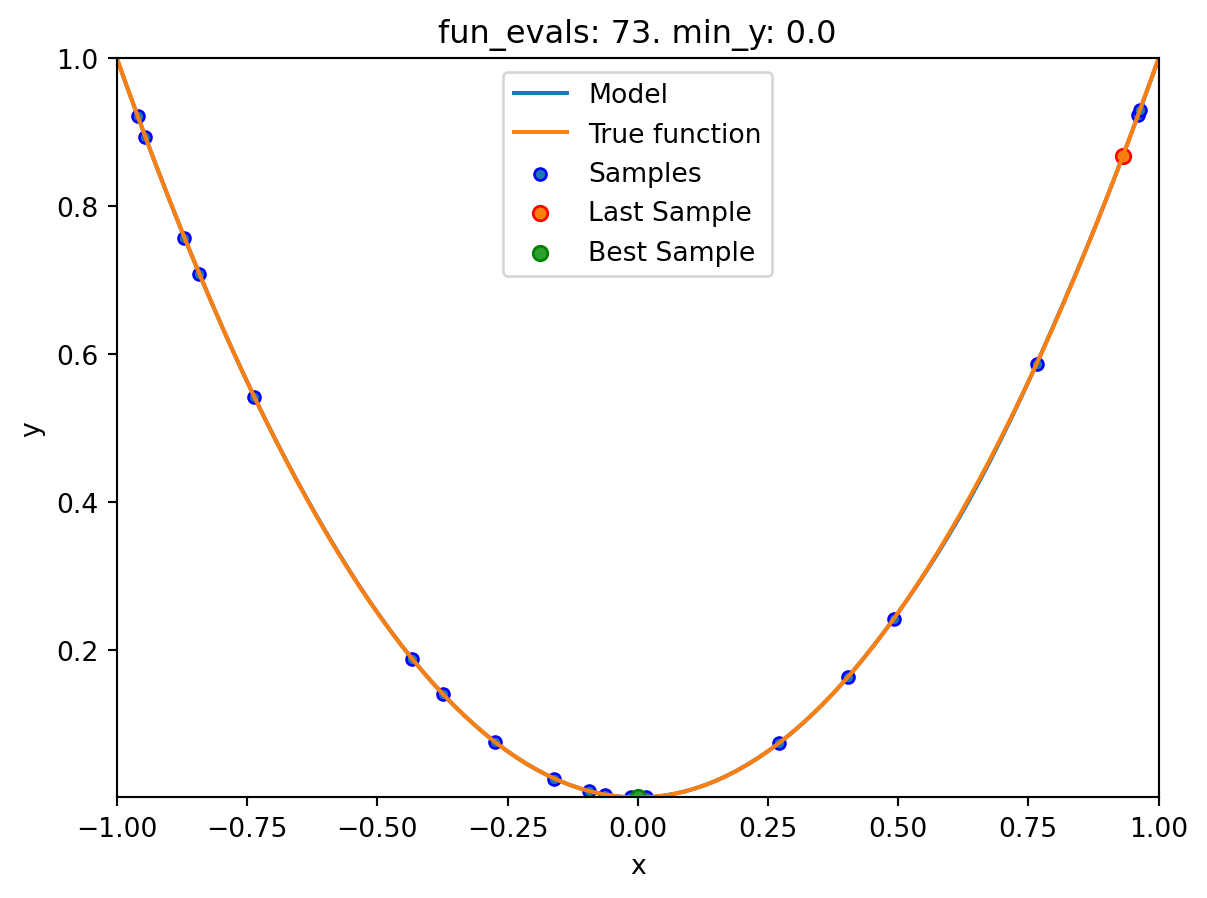 fun_evals: 73. min_y: 0.0
1.0
0.8
0.6
0.4
0.2
y
Model
True function
Samples
Last Sample
Best Sample
−1.00 −0.75 −0.50 −0.25 0.00 0.25 0.50 0.75 1.00
x